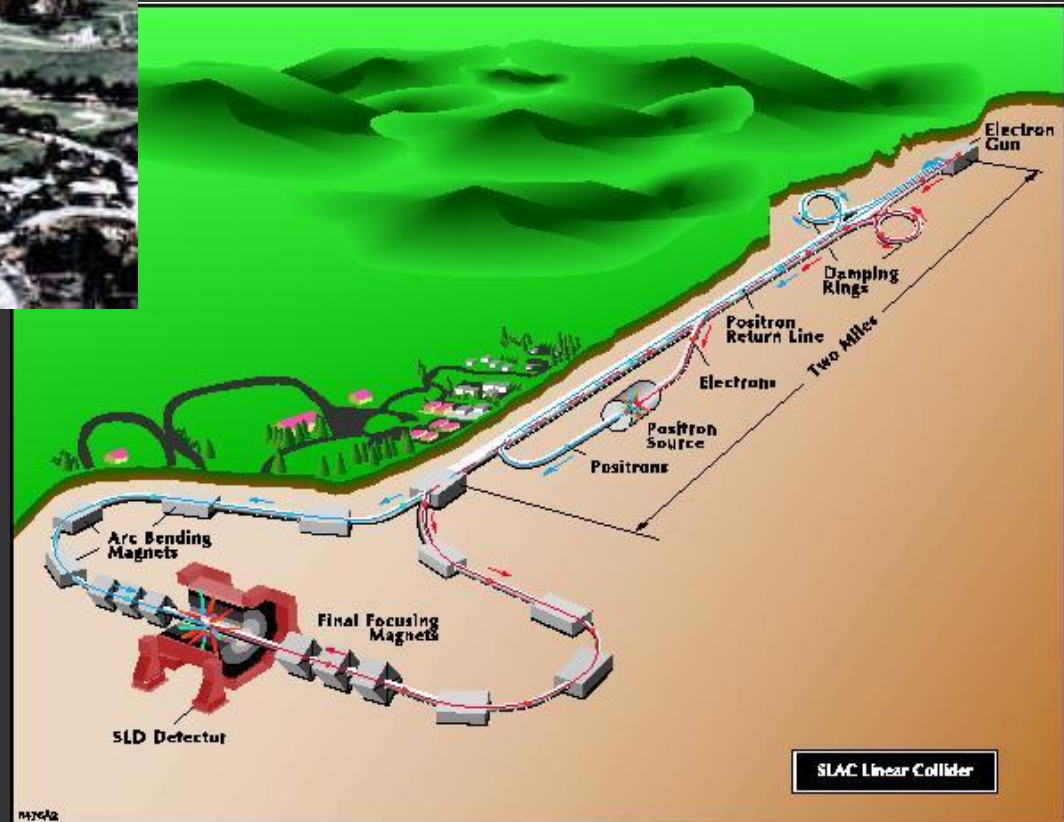 Electron
Gun
Damping
Rings
Positron
Return Line
Two Miles
Electrons
Positron
Source
Positrons
Arc Bending
Magnets
Final Focusing
Magnets
SLD Detector
SLAC Linear Collider